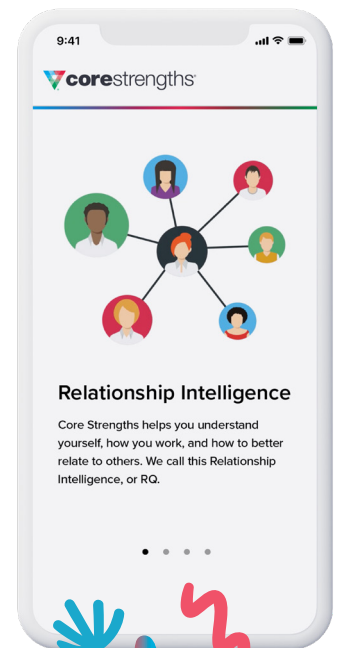 9:41
corestrengths
Relationship Intelligence
Core Strengths helps you understand
yourself, how you work, and how to better
relate to others. We call this Relationship
Intelligence, or RQ.